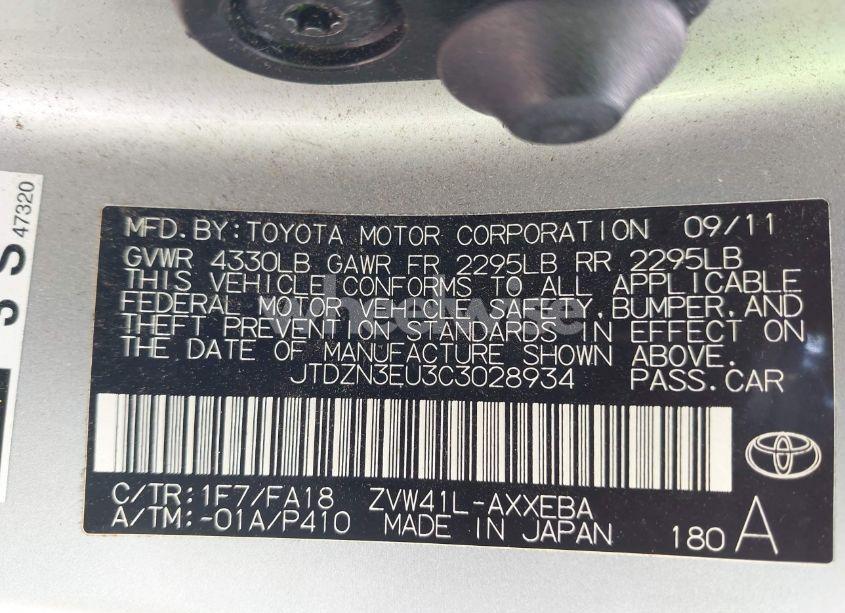 MFD. BY: TOYOTA MOTOR CORPORATION 09/11
GVWR 4330LB GAWR FR 2295LB RR 2295LB
THIS VEHICLE CONFORMS TO ALL APPLICABLE
FEDERAL MOTOR VEHICLE SAFETY, BUMPER, AND
THEFT PREVENTION STANDARDS IN EFFECT ON
THE DATE OF MANUFACTURE SHOWN ABOVE.
JTDZN3EU3C3028934 PASS. CAR
C/TR: 1F7/FA18 ZVW41L-AXXEBA
A/TM: -01A/P410 MADE IN JAPAN 180 A
47320
wheelwise